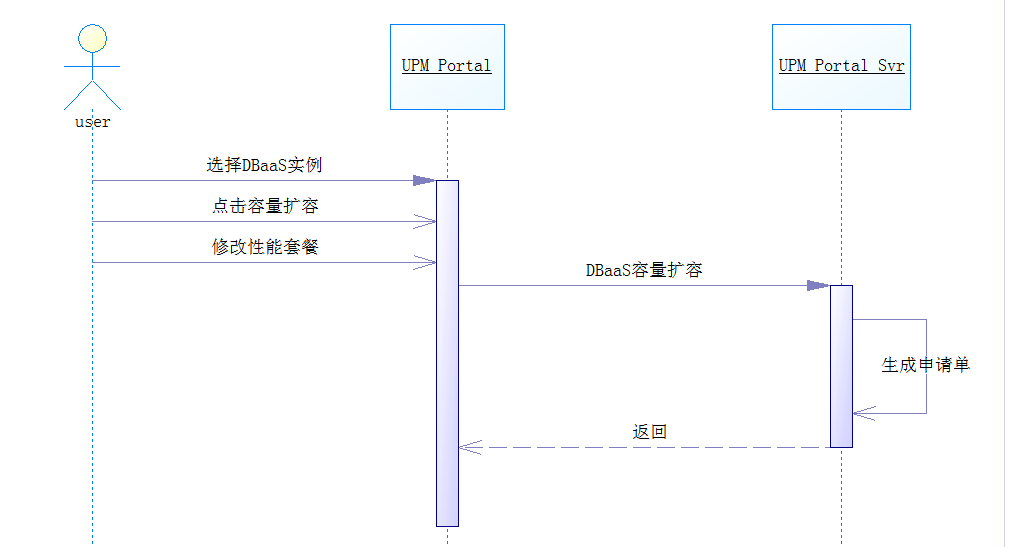 UPM Portal
UPM Portal Svr
user
选择DBaaS实例
点击容量扩容
修改性能套餐
DBaaS容量扩容
生成申请单
返回